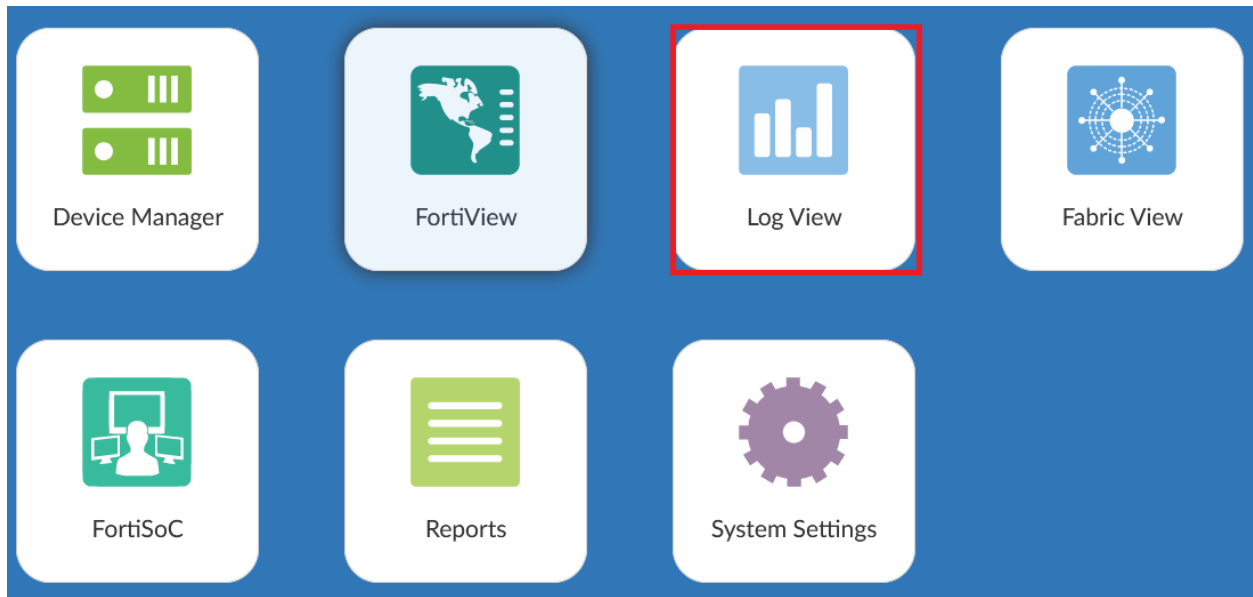 Device Manager
FortiView
Log View
Fabric View
FortiSoC
Reports
System Settings